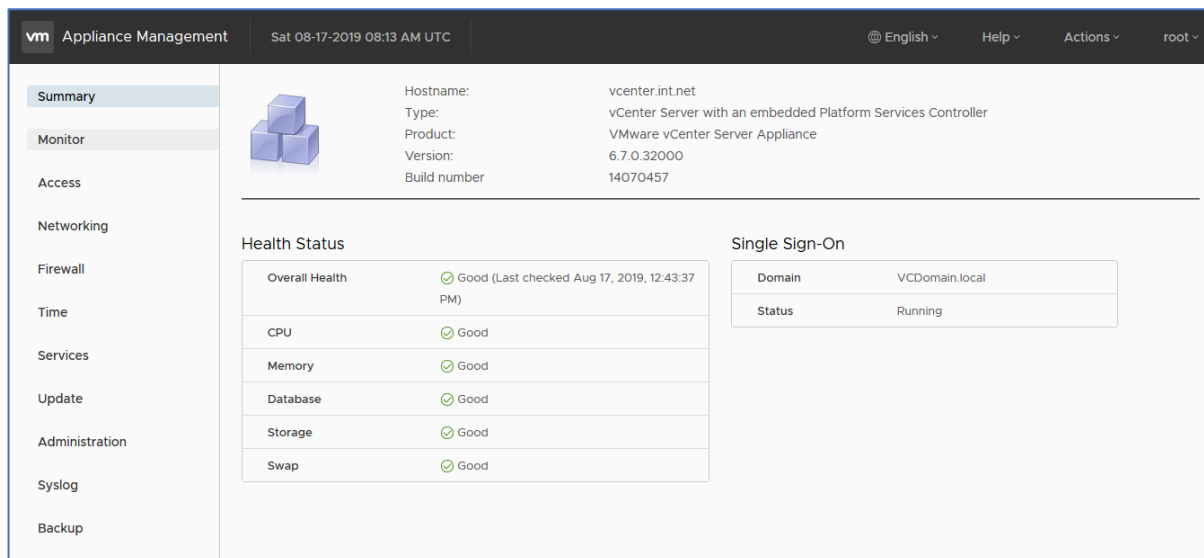 vm Appliance Management Sat 08-17-2019 08:13 AM UTC English Help Actions root
Summary
Monitor
Access
Networking
Firewall
Time
Services
Update
Administration
Syslog
Backup
Hostname: vcenter.int.net
Type: vCenter Server with an embedded Platform Services Controller
Product: VMware vCenter Server Appliance
Version: 6.7.0.32000
Build number 14070457
Health Status
Overall Health Good (Last checked Aug 17, 2019, 12:43:37
PM)
CPU Good
Memory Good
Database Good
Storage Good
Swap Good
Single Sign-On
Domain VCDomain.local
Status Running